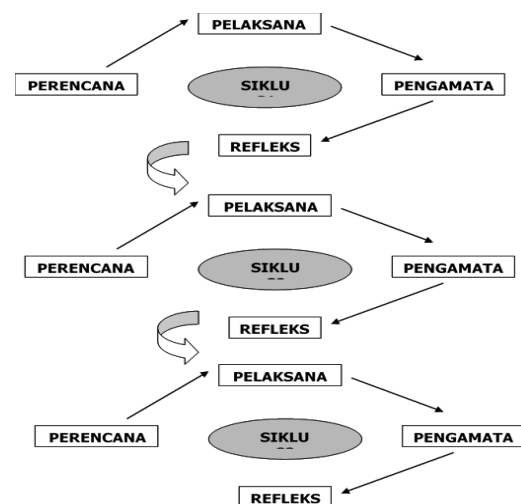 PELAKSANA
PERENCANA
SIKLU
PENGAMATA
REFLEKS
PELAKSANA
PERENCANA
SIKLU
PENGAMATA
REFLEKS
PELAKSANA
PERENCANA
SIKLU
PENGAMATA
REFLEKS